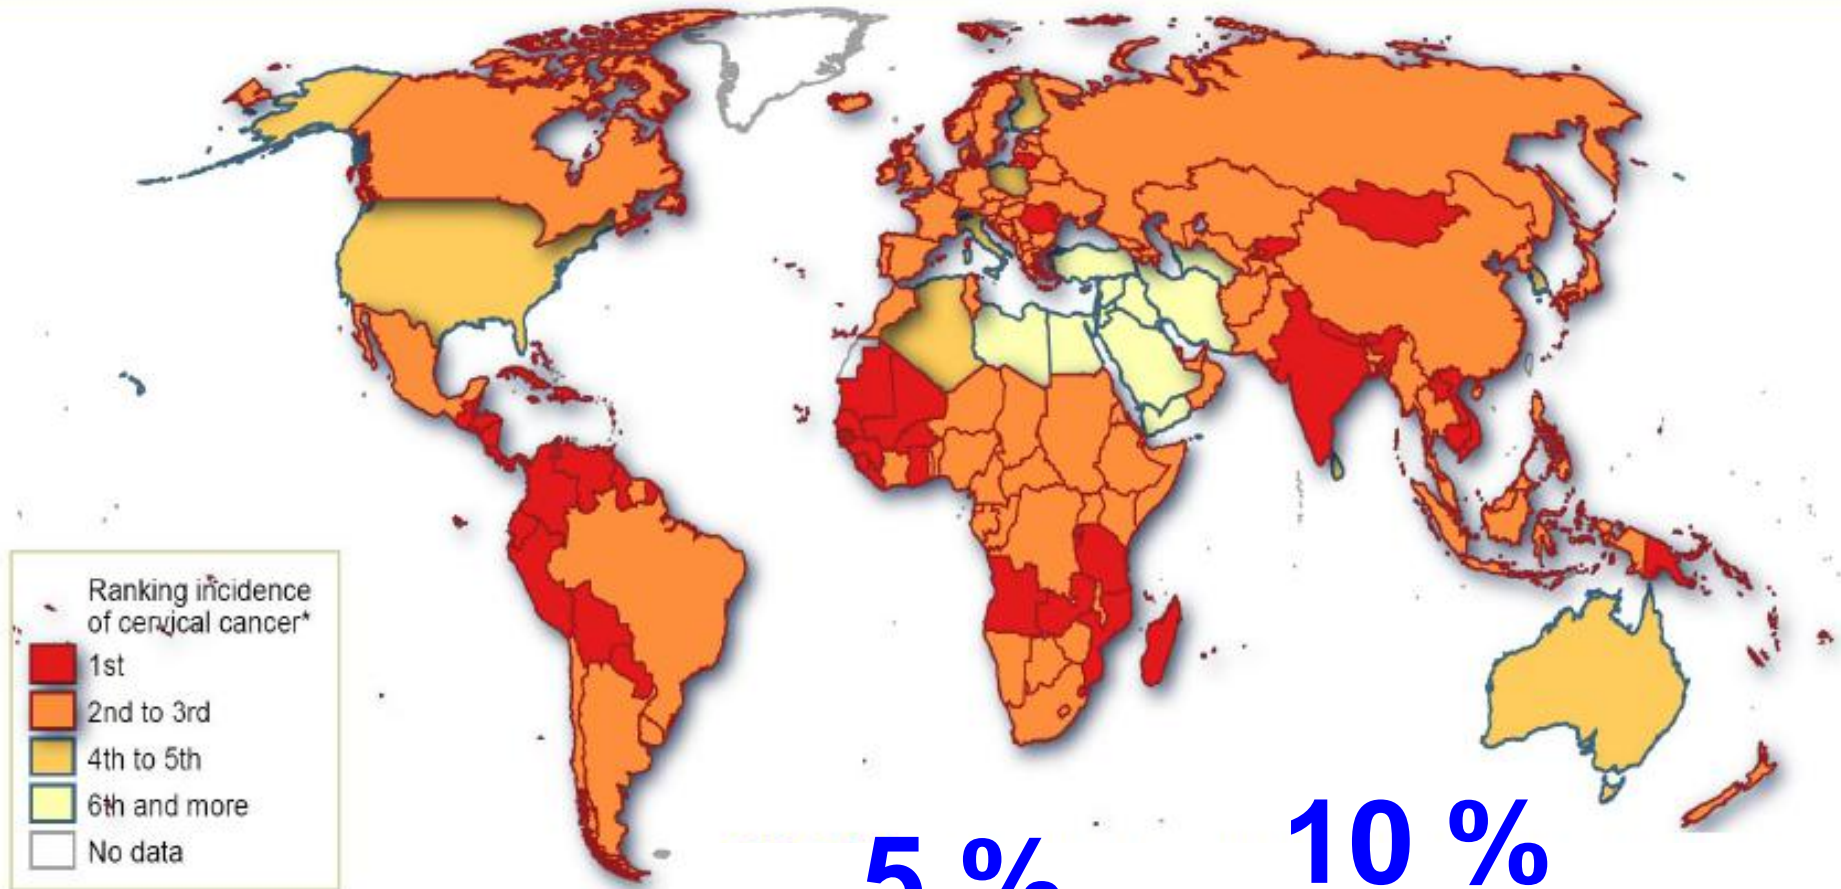 Ranking incidence
of cervical cancer*
1st
2nd to 3rd
4th to 5th
6th and more
No data
5 %
10 %